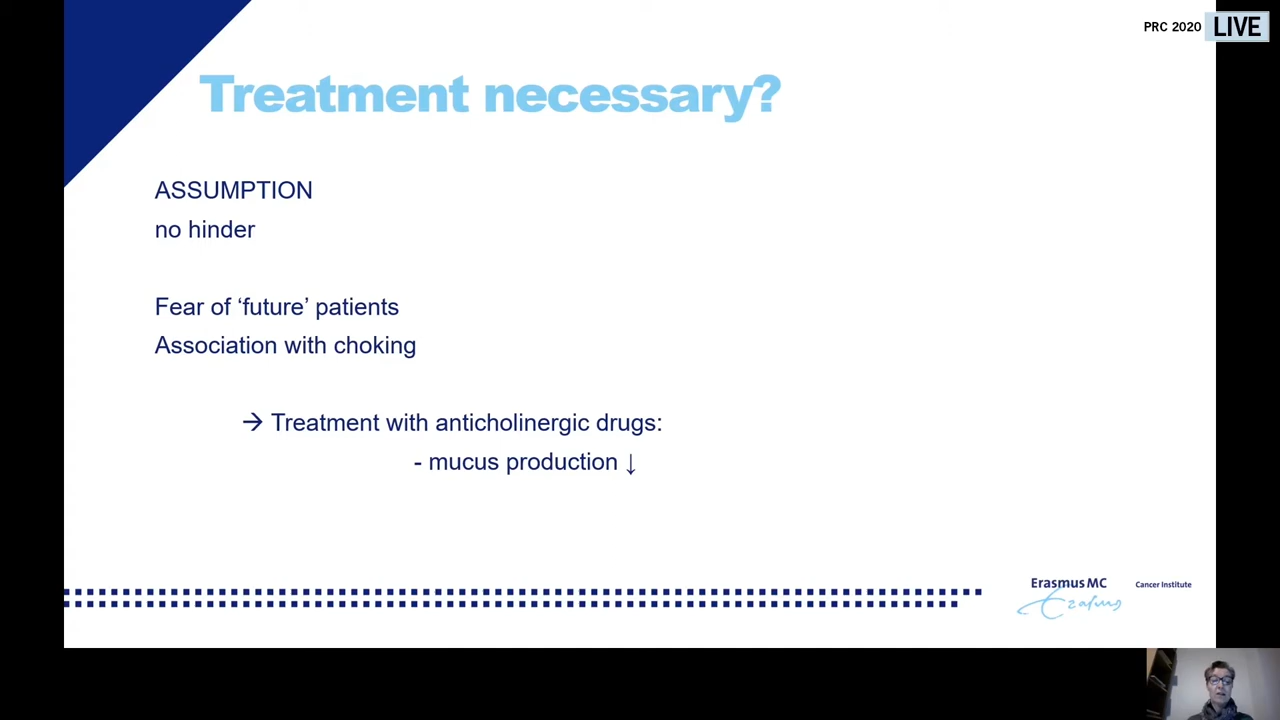 PRC 2020 LIVE
Treatment necessary?
ASSUMPTION
no hinder
Fear of ‘future’ patients
Association with choking
→ Treatment with anticholinergic drugs:
- mucus production ↓
Erasmus MC Cancer Institute
Erasmus